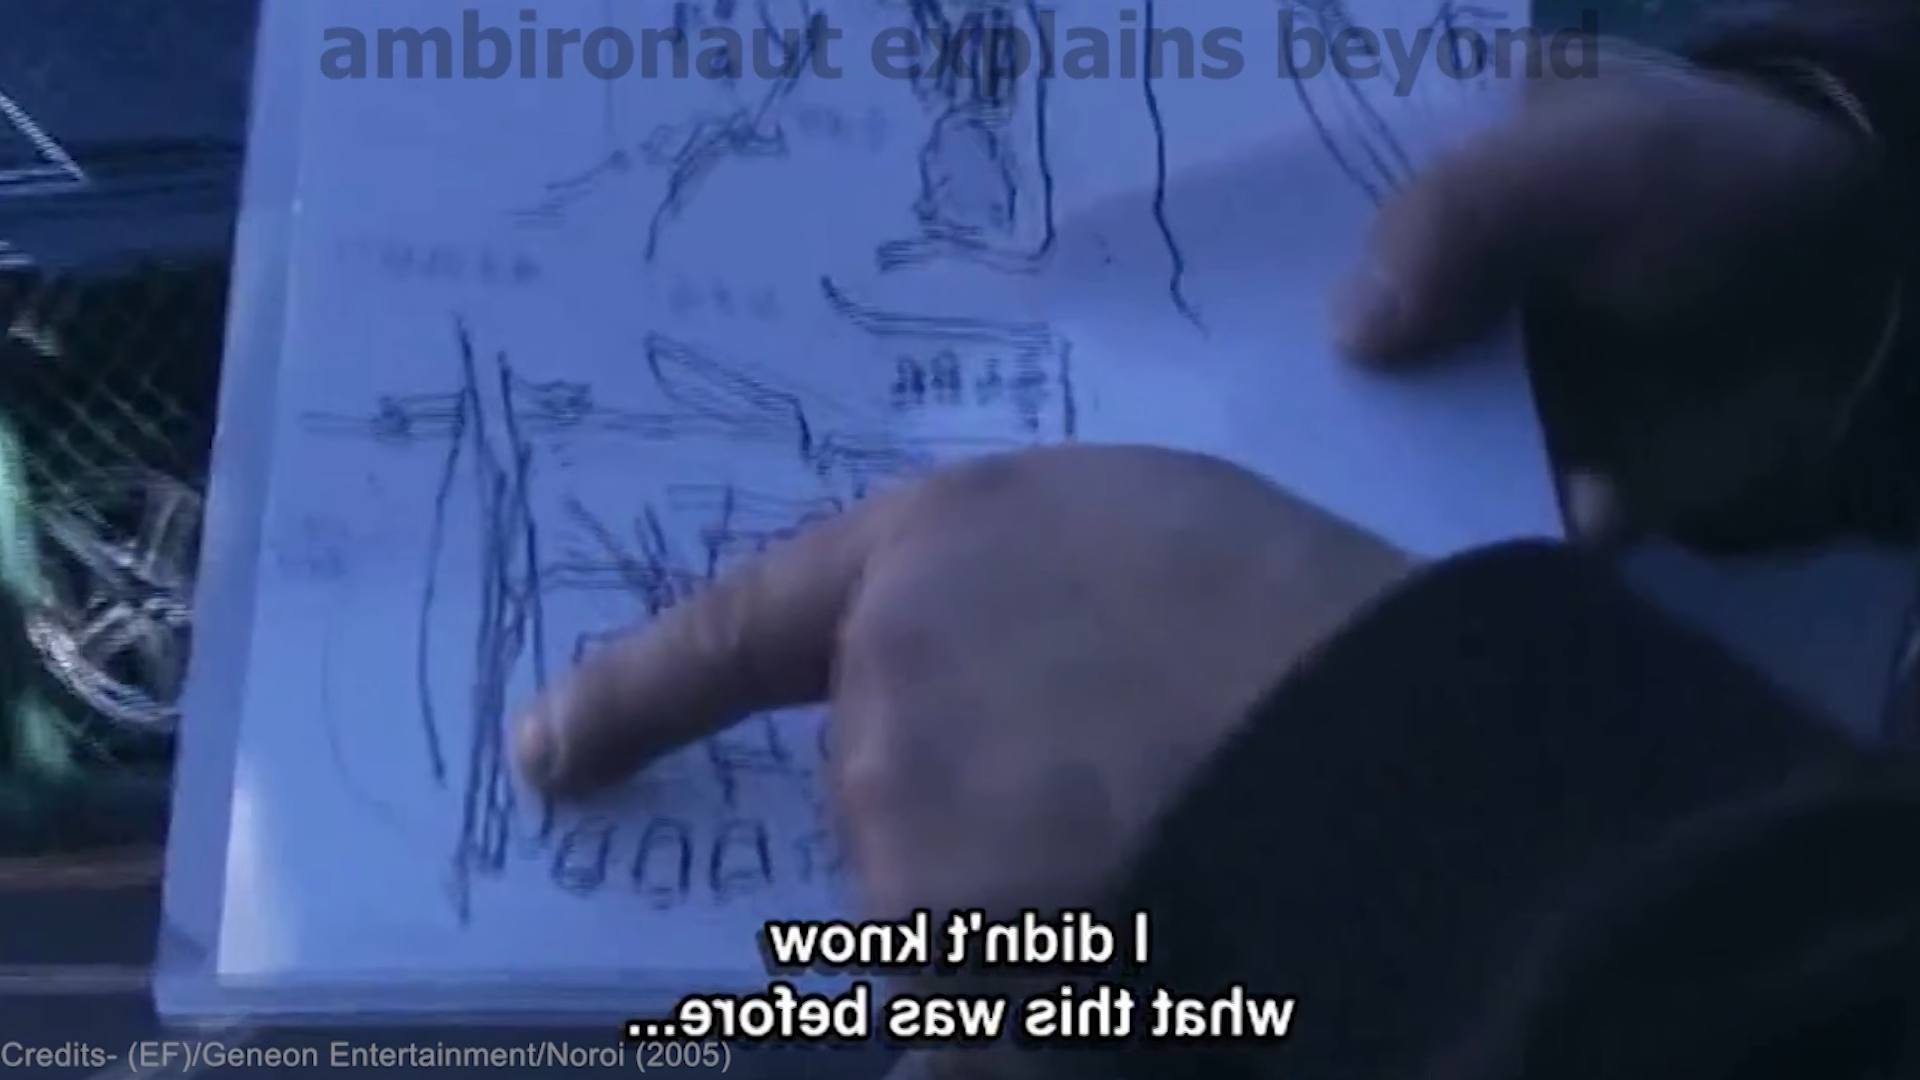 ambironaut explains beyond
I didn't know
what this was before...
Credits- (EF)/Geneon Entertainment/Noroi (2005)